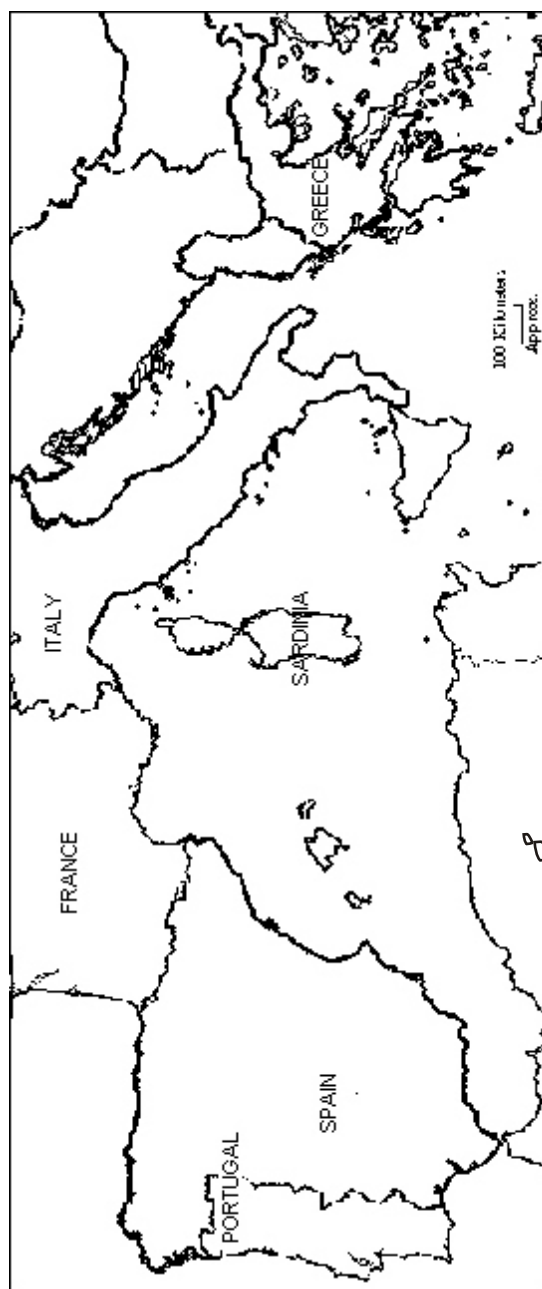 PORTUGAL
SPAIN
FRANCE
ITALY
SARDINIA
GREECE
100 Kilometers
Approx.